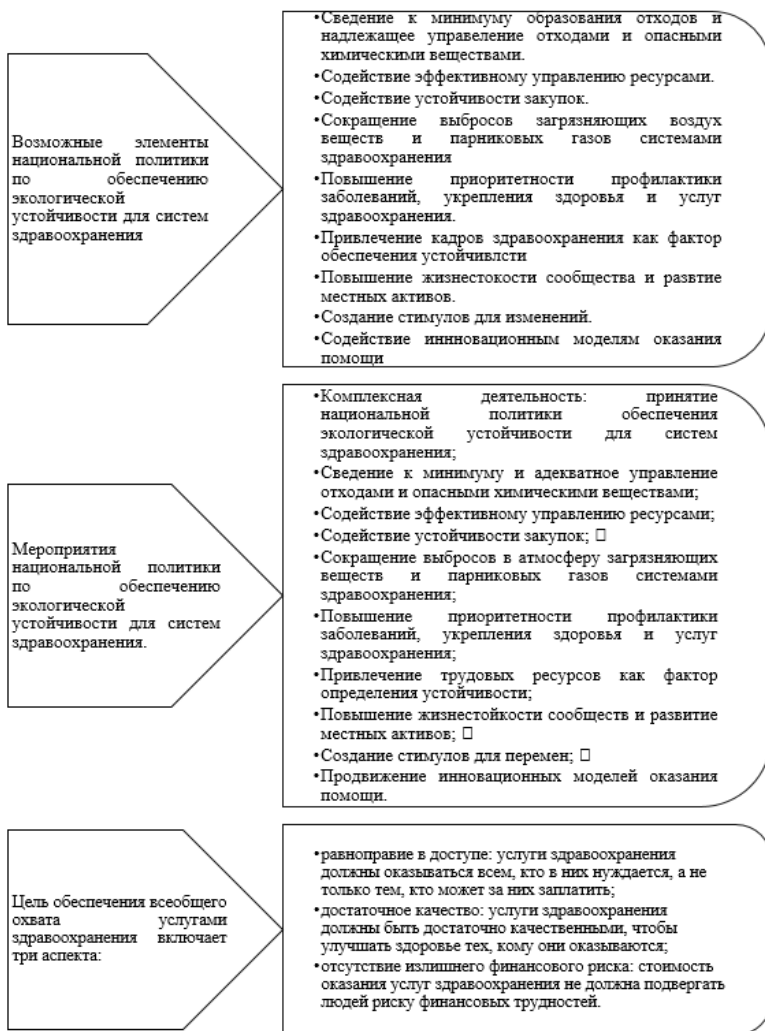 Возможные элементы
национальной политики
по обеспечению
экологической
устойчивости для систем
здравоохранения
•Сведение к минимуму образования отходов и
надлежащее управеление отходами и опасными
химическими веществами.
•Содействие эффективному управлению ресурсами.
•Содействие устойчивости закупок.
•Сокращение выбросов загрязняющих воздух
веществ и парниковых газов системами
здравоохранения
•Повышение приоритетности профилактики
заболеваний, укрепления здоровья и услуг
здравоохранения.
•Привлечение кадров здравоохранения как фактор
обеспечения устойчивлсти
•Повышение жизнестокости сообщества и развтие
местных активов.
•Создание стимулов для изменений.
•Содействие иннновационным моделям оказания
помощи
Мероприятия
национальной политики
по обеспечению
экологической
устойчивости для систем
здравоохранения.
•Комплексная деятельность: принятие
национальной политики обеспечения
экологической устойчивости для систем
здравоохранения;
•Сведение к минимуму и адекватное управление
отходами и опасными химическими веществами;
•Содействие эффективному управлению ресурсами;
•Содействие устойчивости закупок; □
•Сокращение выбросов в атмосферу загрязняющих
веществ и парниковых газов системами
здравоохранения;
•Повышение приоритетности профилактики
заболеваний, укрепления здоровья и услуг
здравоохранения;
•Привлечение трудовых ресурсов как фактор
определения устойчивости;
•Повышение жизнестойкости сообществ и развитие
местных активов; □
•Создание стимулов для перемен; □
•Продвижение инновационных моделей оказания
помощи.
Цель обеспечения всеобщего
охвата услугами
здравоохранения включает
три аспекта:
•равноправие в доступе: услуги здравоохранения
должны оказываться всем, кто в них нуждается, а не
только тем, кто может за них заплатить;
•достаточное качество: услуги здравоохранения
должны быть достаточно качественными, чтобы
улучшать здоровье тех, кому они оказываются;
•отсутствие излишнего финансового риска: стоимость
оказания услуг здравоохранения не должна подвергать
людей риску финансовых трудностей.